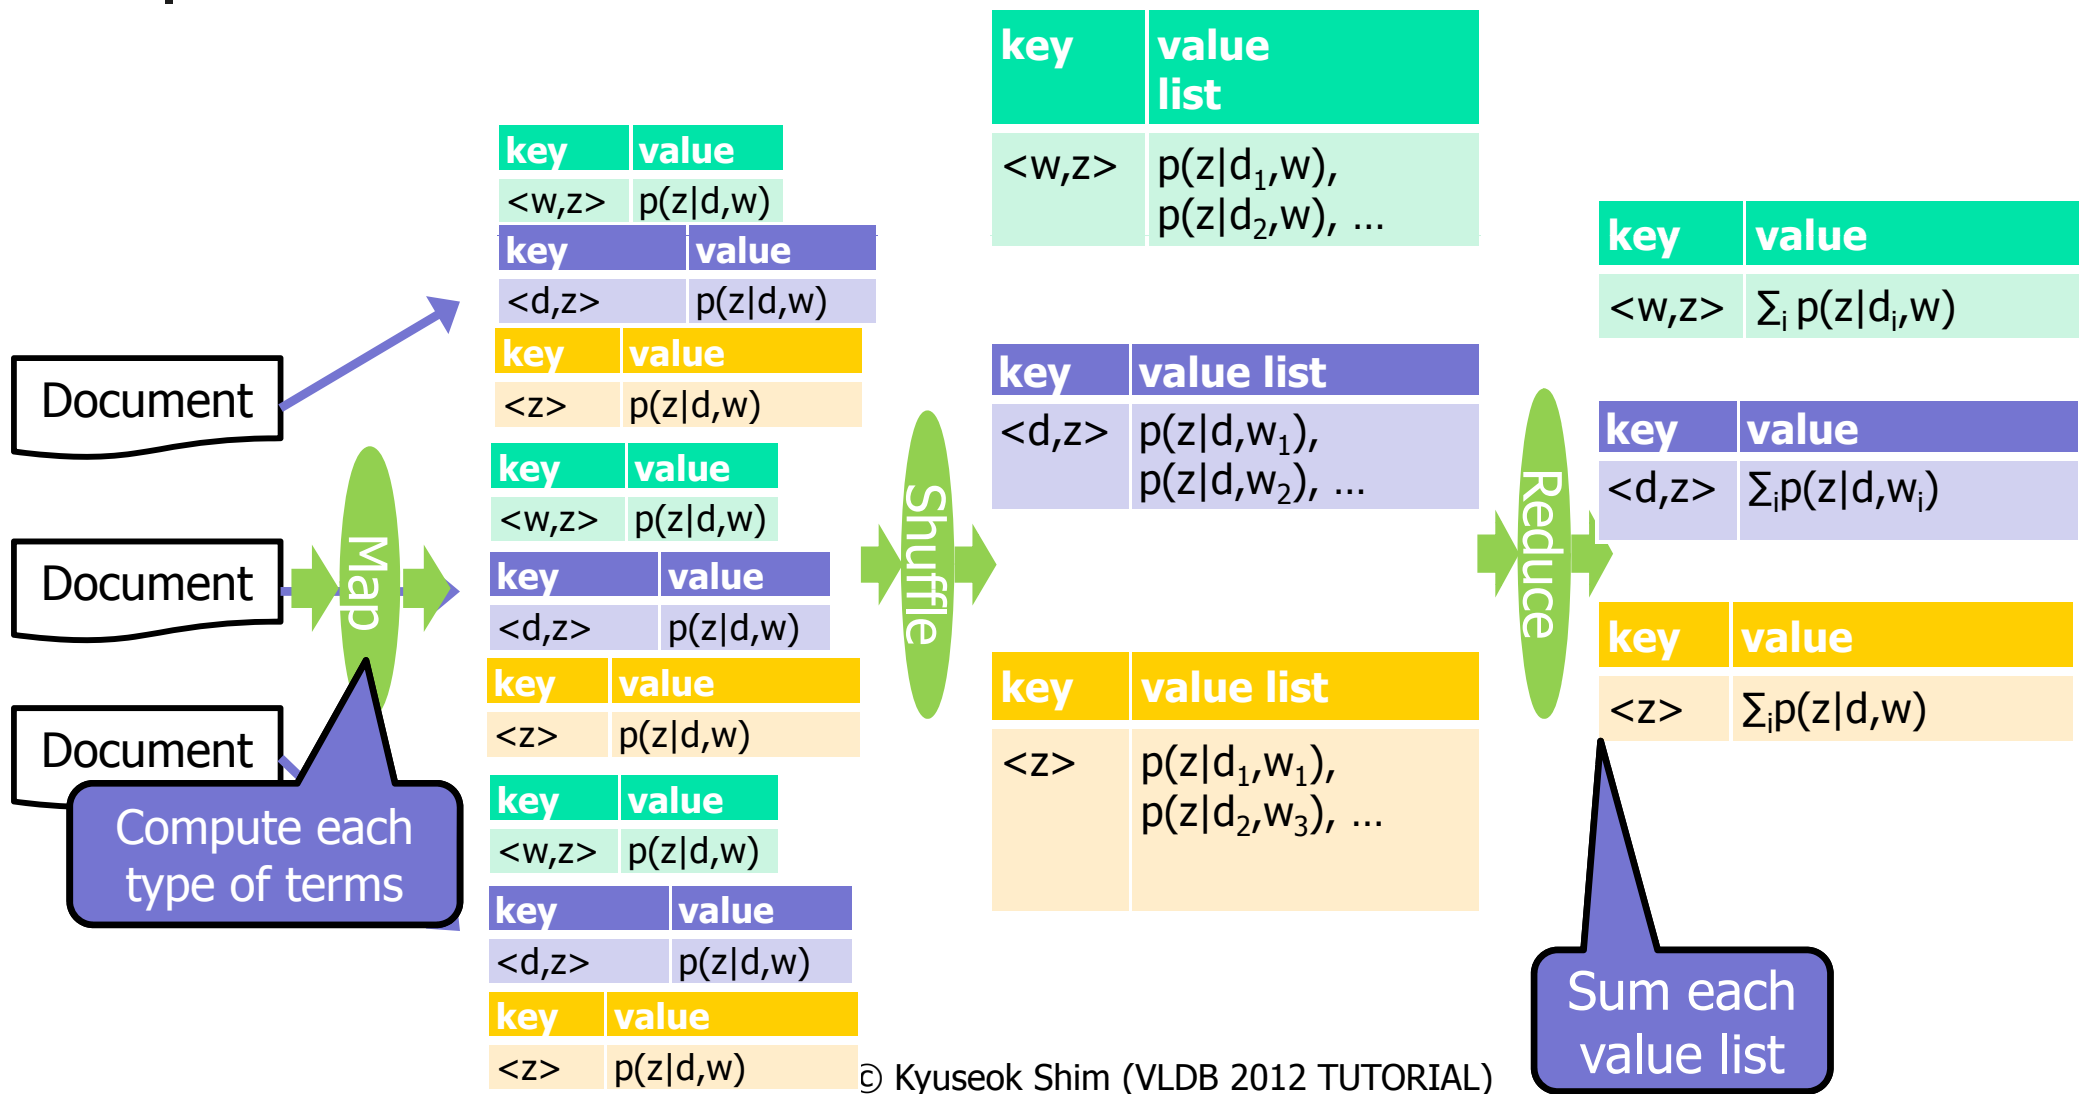 Document
Document
Document
Map
Compute each
type of terms
key value
<w,z> p(z|d,w)
key value
<d,z> p(z|d,w)
key value
<z> p(z|d,w)
key value
<w,z> p(z|d,w)
key value
<d,z> p(z|d,w)
key value
<z> p(z|d,w)
key value
<w,z> p(z|d,w)
key value
<d,z> p(z|d,w)
key value
<z> p(z|d,w)
Shuffle
key value
list
<w,z> p(z|d₁,w),
p(z|d₂,w), ...
key value list
<d,z> p(z|d,w₁),
p(z|d,w₂), ...
key value list
<z> p(z|d₁,w₁),
p(z|d₂,w₃), ...
Reduce
key value
<w,z> ∑ᵢ p(z|dᵢ,w)
key value
<d,z> ∑ᵢp(z|d,wᵢ)
key value
<z> ∑ᵢp(z|d,w)
Sum each
value list
© Kyuseok Shim (VLDB 2012 TUTORIAL)